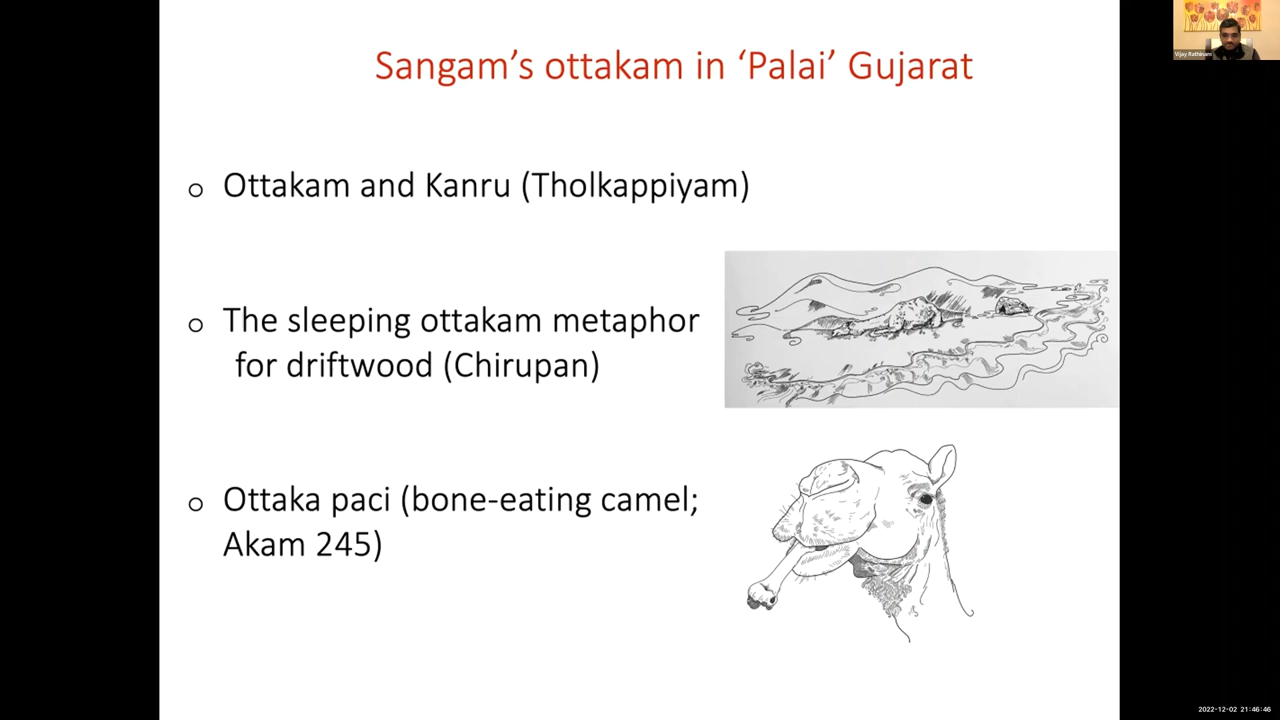 Sangam’s ottakam in ‘Palai’ Gujarat
Vijay Rathinam
o Ottakam and Kanru (Tholkappiyam)
o The sleeping ottakam metaphor
for driftwood (Chirupan)
o Ottaka paci (bone-eating camel;
Akam 245)
2022-12-02 21:46:46